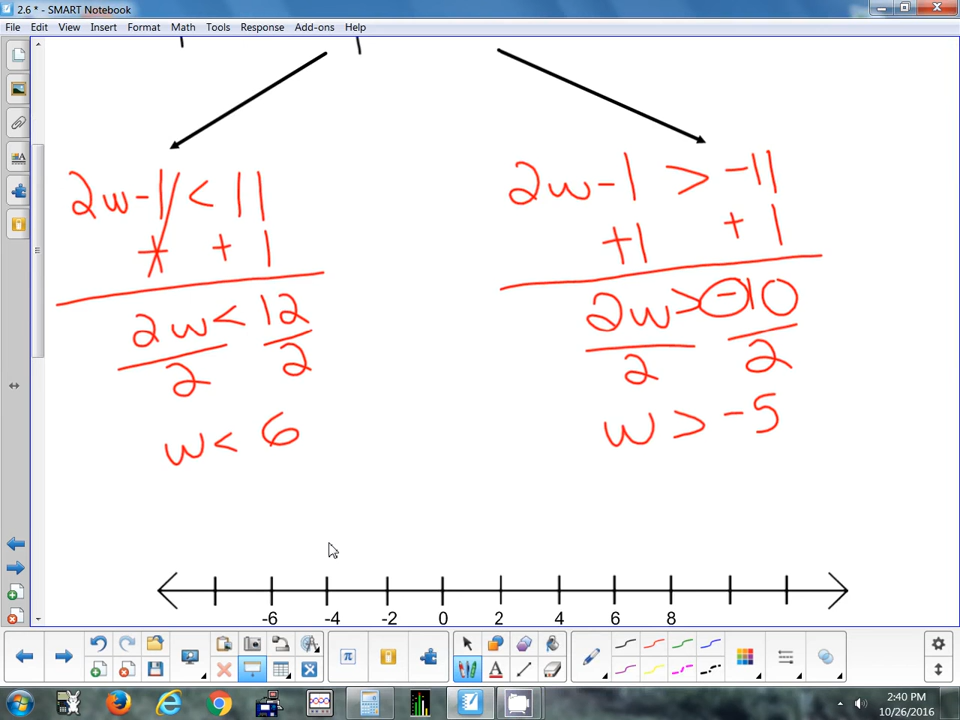 2.6 * - SMART Notebook
File Edit View Insert Format Math Tools Response Add-ons Help
2w-1 < 11
+ + 1
2w < 12
2 2
w < 6
2w-1 > -11
+1 +1
2w > -10
2 2
w > -5
-6 -4 -2 0 2 4 6 8
π
A
2:40 PM
10/26/2016